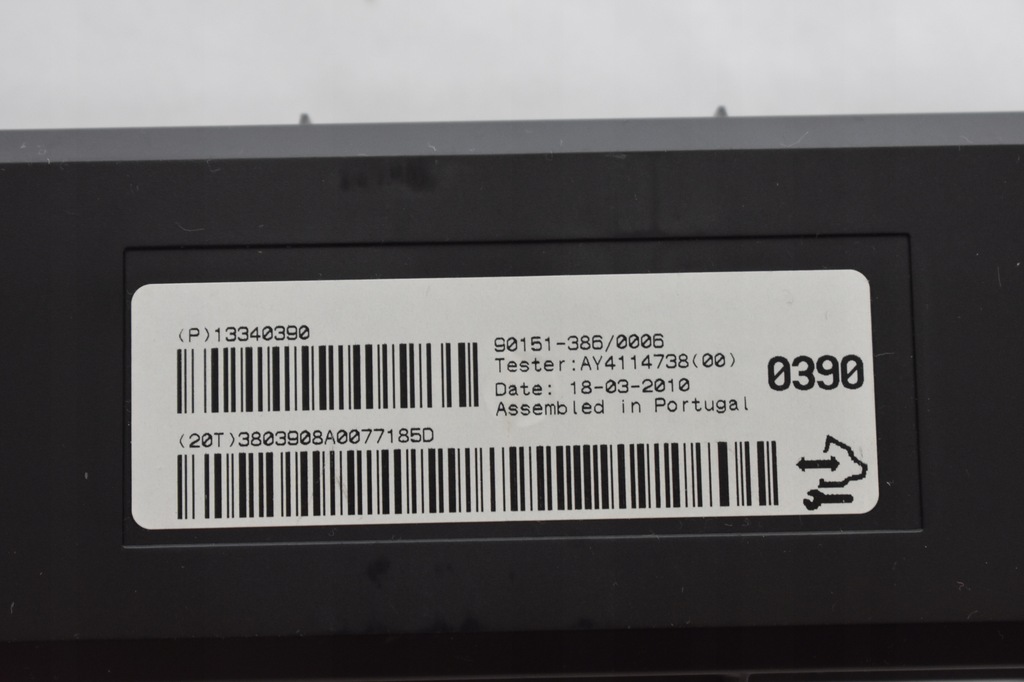 (P)13340390
90151-386/0006
Tester:AY4114738(00)
Date: 18-03-2010
Assembled in Portugal
0390
(20T)3803908A0077185D